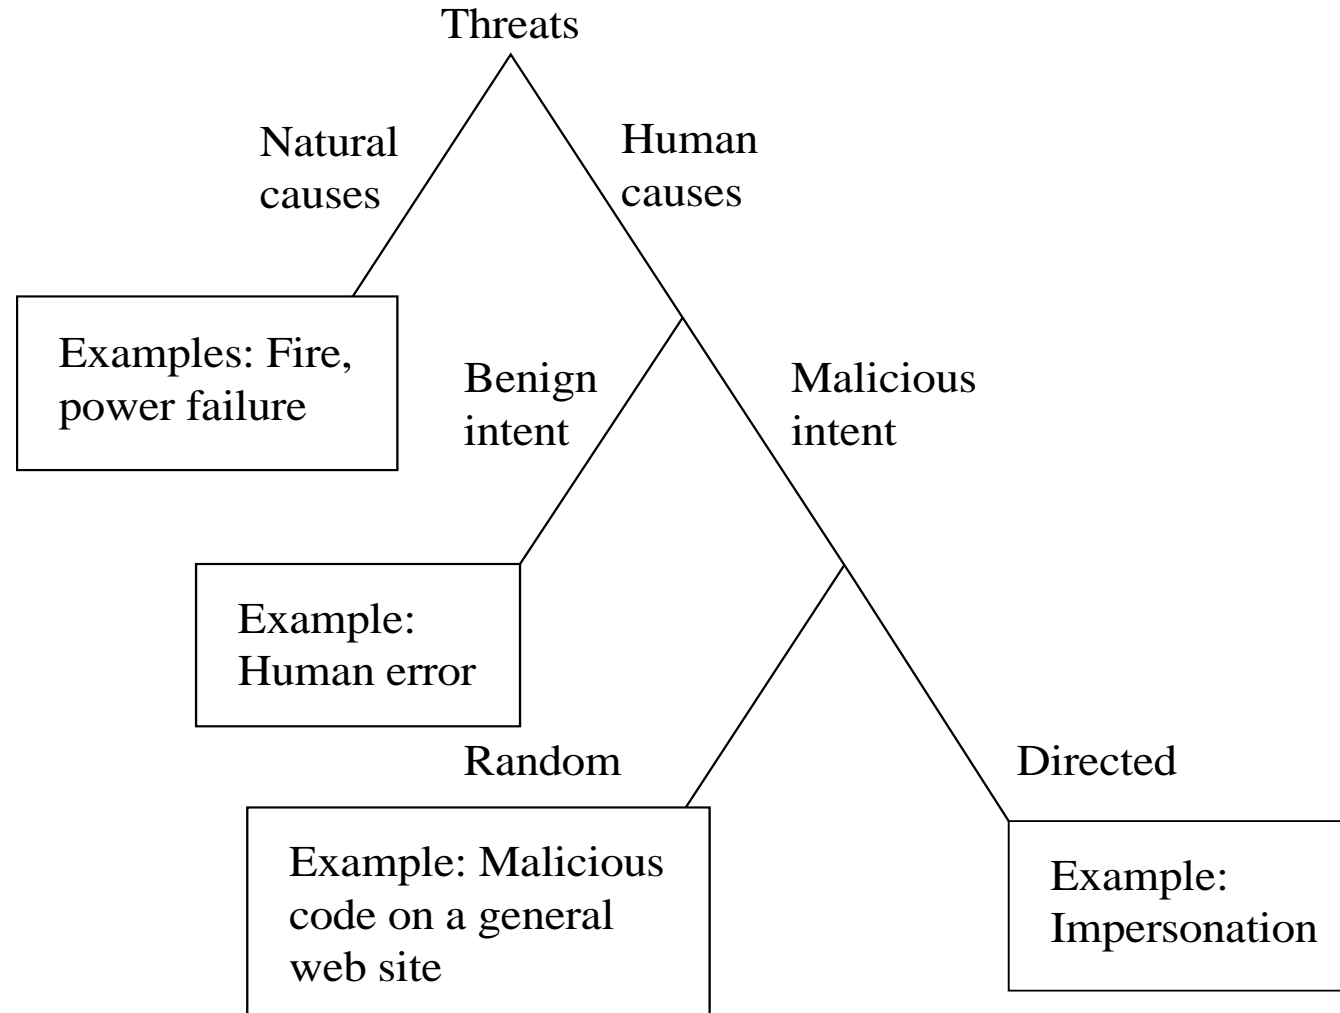 Threats
Natural
causes
Human
causes
Examples: Fire,
power failure
Benign
intent
Malicious
intent
Example:
Human error
Random
Directed
Example: Malicious
code on a general
web site
Example:
Impersonation